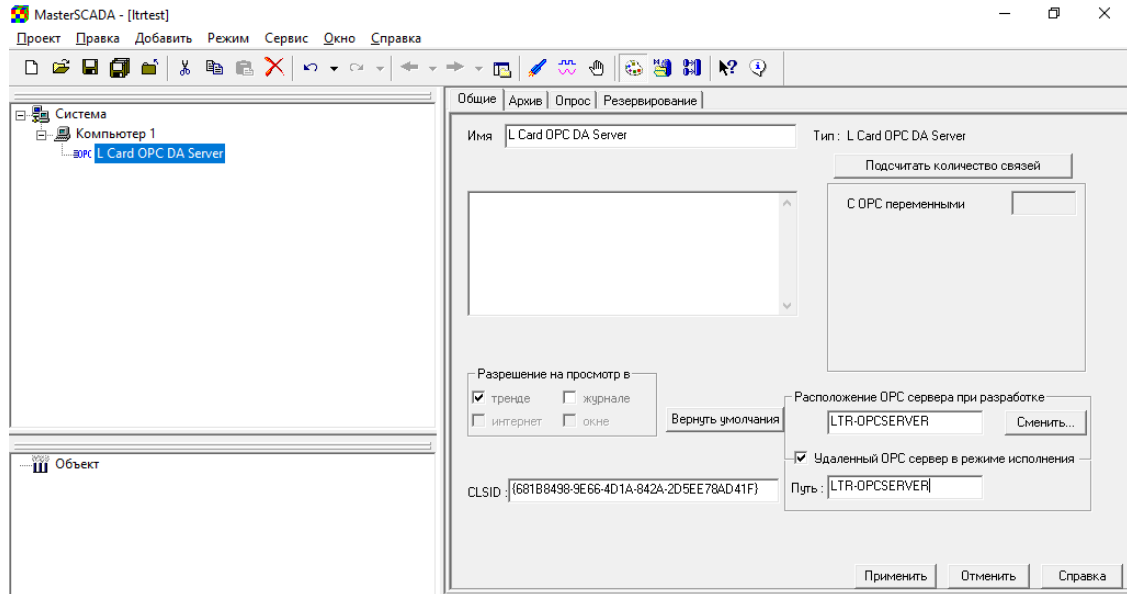 MasterSCADA - [ltrtest]
Проект Правка Добавить Режим Сервис Окно Справка
Система
Компьютер 1
OPC L Card OPC DA Server
Объект
Общие Архив Опрос Резервирование
Имя L Card OPC DA Server Тип : L Card OPC DA Server
Подсчитать количество связей
С OPC переменными
Разрешение на просмотр в
тренде журнале
интернет окне
Вернуть умолчания
Расположение OPC сервера при разработке
LTR-OPCSERVER Сменить...
Удаленный OPC сервер в режиме исполнения
CLSID : {681B8498-9E66-4D1A-842A-2D5EE78AD41F} Путь : LTR-OPCSERVER
Применить Отменить Справка